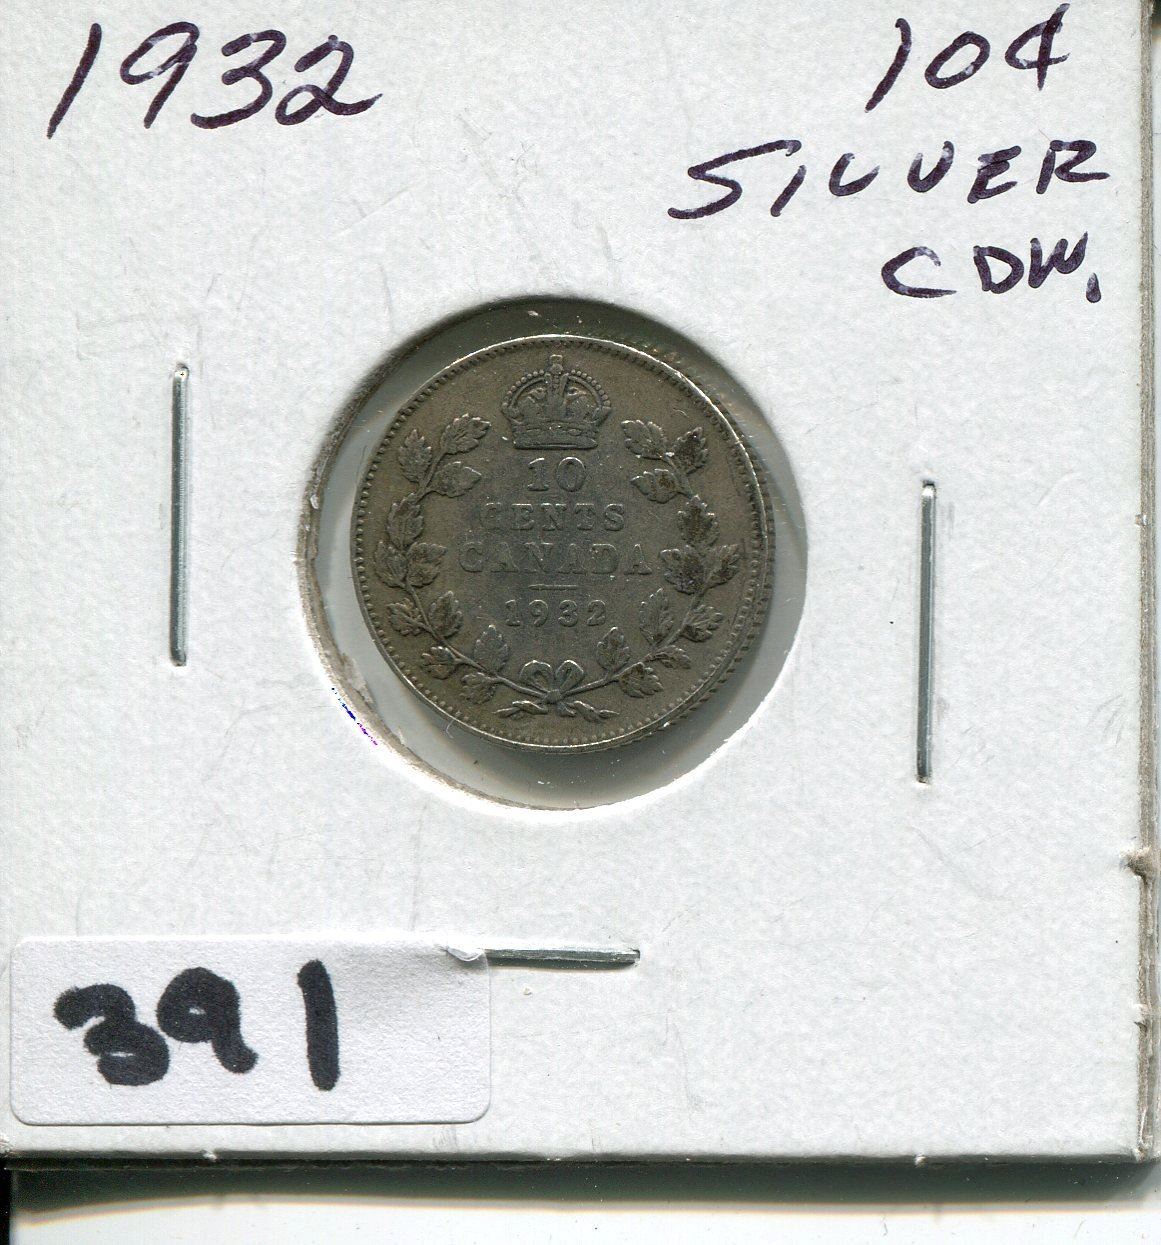 1932
10¢
SILVER
CDN.
10
CENTS
CANADA
1932
391